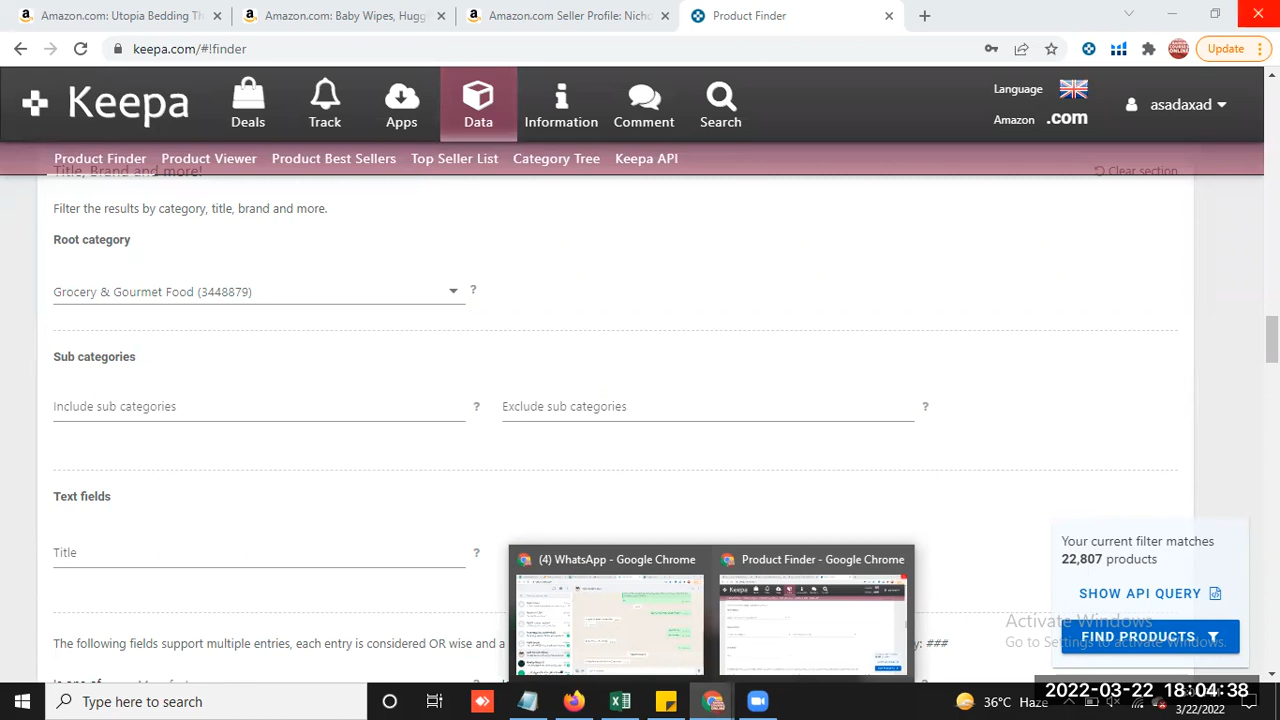 Amazon.com: Utopia Bedding Th
Amazon.com: Baby Wipes, Hugg
Amazon.com Seller Profile: Nicho
Product Finder
keepa.com/#!finder
Update
Keepa
Deals
Track
Apps
Data
Information
Comment
Search
Language
Amazon .com
asadaxad
Product Finder
Product Viewer
Product Best Sellers
Top Seller List
Category Tree
Keepa API
Title, Brand and more!
Clear section
Filter the results by category, title, brand and more.
Root category
Grocery & Gourmet Food (3448879)
?
Sub categories
Include sub categories
?
Exclude sub categories
?
Text fields
Title
?
(4) WhatsApp - Google Chrome
Product Finder - Google Chrome
Your current filter matches
22,807 products
SHOW API QUERY
Activate Windows
Go to Settings to activate Windows.
FIND PRODUCTS
The following fields support multiple entries, each entry is considered OR
use and a
y: ###
Type here to search
36°C Haze
2022-03-22 18:04:38
3/22/2022